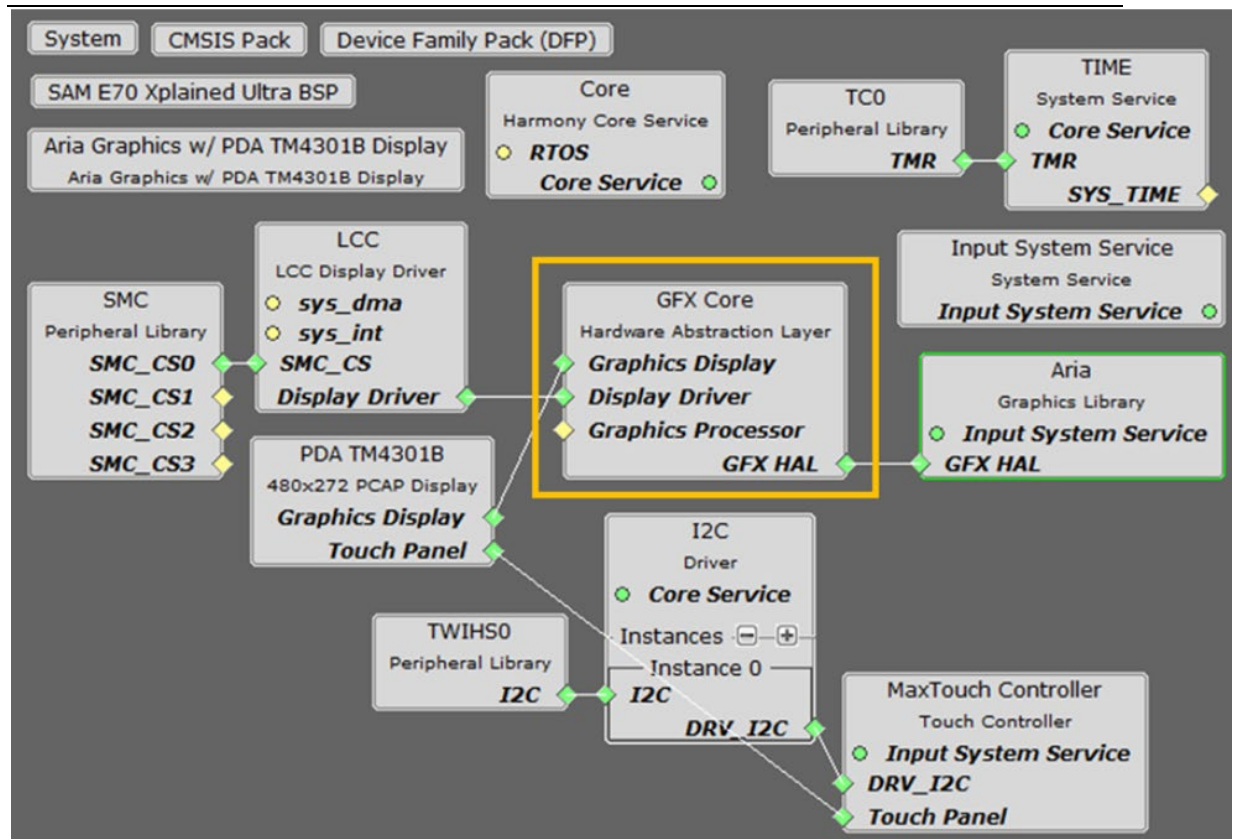 System
CMSIS Pack
Device Family Pack (DFP)
SAM E70 Xplained Ultra BSP
Aria Graphics w/ PDA TM4301B Display
Aria Graphics w/ PDA TM4301B Display
Core
Harmony Core Service
RTOS
Core Service
TC0
Peripheral Library
TMR
TIME
System Service
Core Service
TMR
SYS_TIME
SMC
Peripheral Library
SMC_CS0
SMC_CS1
SMC_CS2
SMC_CS3
LCC
LCC Display Driver
sys_dma
sys_int
SMC_CS
Display Driver
GFX Core
Hardware Abstraction Layer
Graphics Display
Display Driver
Graphics Processor
GFX HAL
Input System Service
System Service
Input System Service
Aria
Graphics Library
Input System Service
GFX HAL
PDA TM4301B
480x272 PCAP Display
Graphics Display
Touch Panel
I2C
Driver
Core Service
Instances
Instance 0
I2C
DRV_I2C
TWIHS0
Peripheral Library
I2C
MaxTouch Controller
Touch Controller
Input System Service
DRV_I2C
Touch Panel